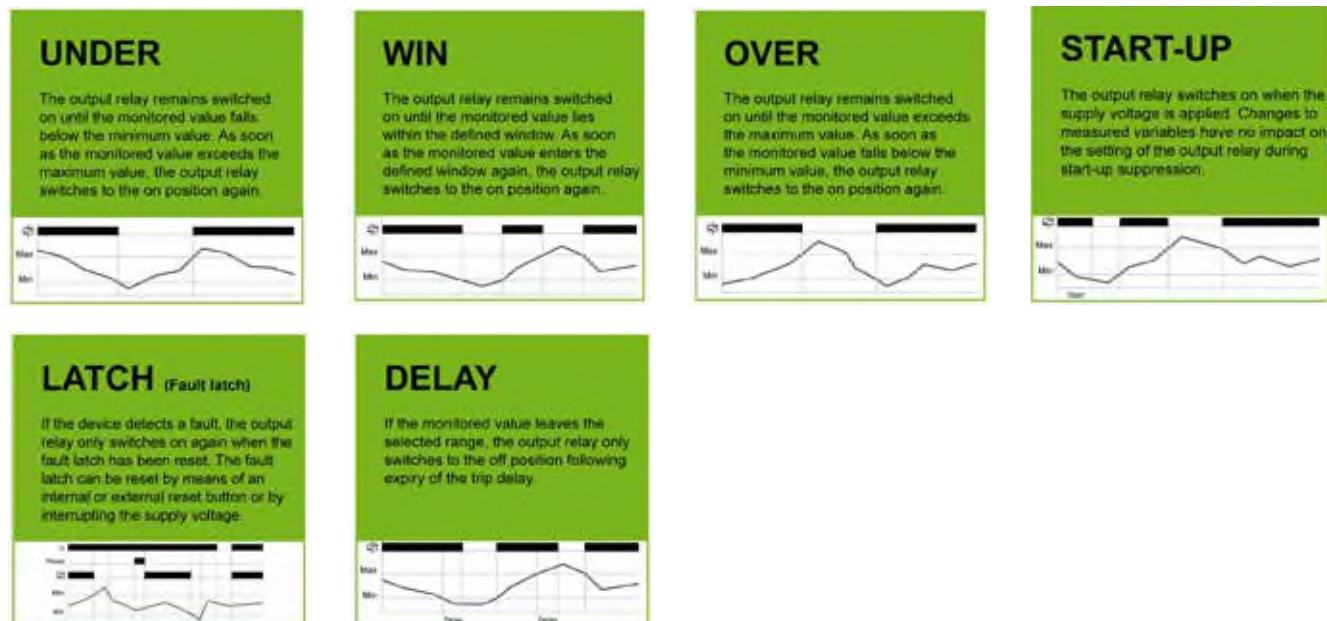 UNDER
The output relay remains switched
on until the monitored value falls
below the minimum value. As soon
as the monitored value exceeds the
maximum value, the output relay
switches to the on position again.
Max
Min
WIN
The output relay remains switched
on until the monitored value lies
within the defined window. As soon
as the monitored value enters the
defined window again, the output relay
switches to the on position again.
Max
Min
OVER
The output relay remains switched
on until the monitored value exceeds
the maximum value. As soon as
the monitored value falls below the
minimum value, the output relay
switches to the on position again.
Max
Min
START-UP
The output relay switches on when the
supply voltage is applied. Changes to
measured variables have no impact on
the setting of the output relay during
start-up suppression.
Max
Min
Start
LATCH (Fault latch)
If the device detects a fault, the output
relay only switches on again when the
fault latch has been reset. The fault
latch can be reset by means of an
internal or external reset button or by
interrupting the supply voltage.
Min
DELAY
If the monitored value leaves the
selected range, the output relay only
switches to the off position following
expiry of the trip delay.
Max
Min